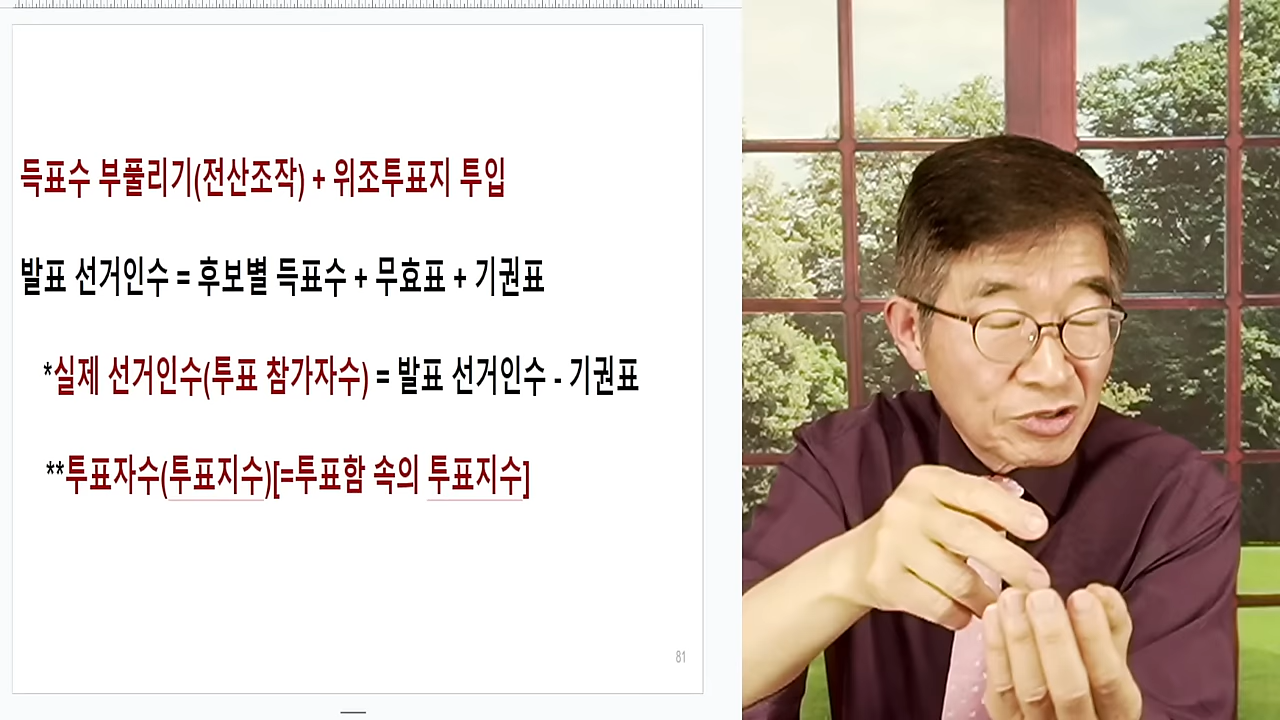 득표수 부풀리기(전산조작) + 위조투표지 투입
발표 선거인수 = 후보별 득표수 + 무효표 + 기권표
*실제 선거인수(투표 참가자수) = 발표 선거인수 - 기권표
**투표자수(투표지수)[=투표함 속의 투표지수]
81